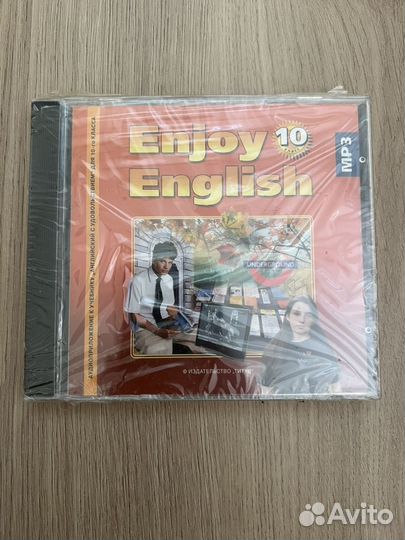 Enjoy 10
English
MP3
АУДИОПРИЛОЖЕНИЕ К УЧЕБНИКУ "АНГЛИЙСКИЙ С УДОВОЛЬСТВИЕМ" ДЛЯ 10-го КЛАССА
UNDERGROUND
© ИЗДАТЕЛЬСТВО „ТИТУЛ"
Avito